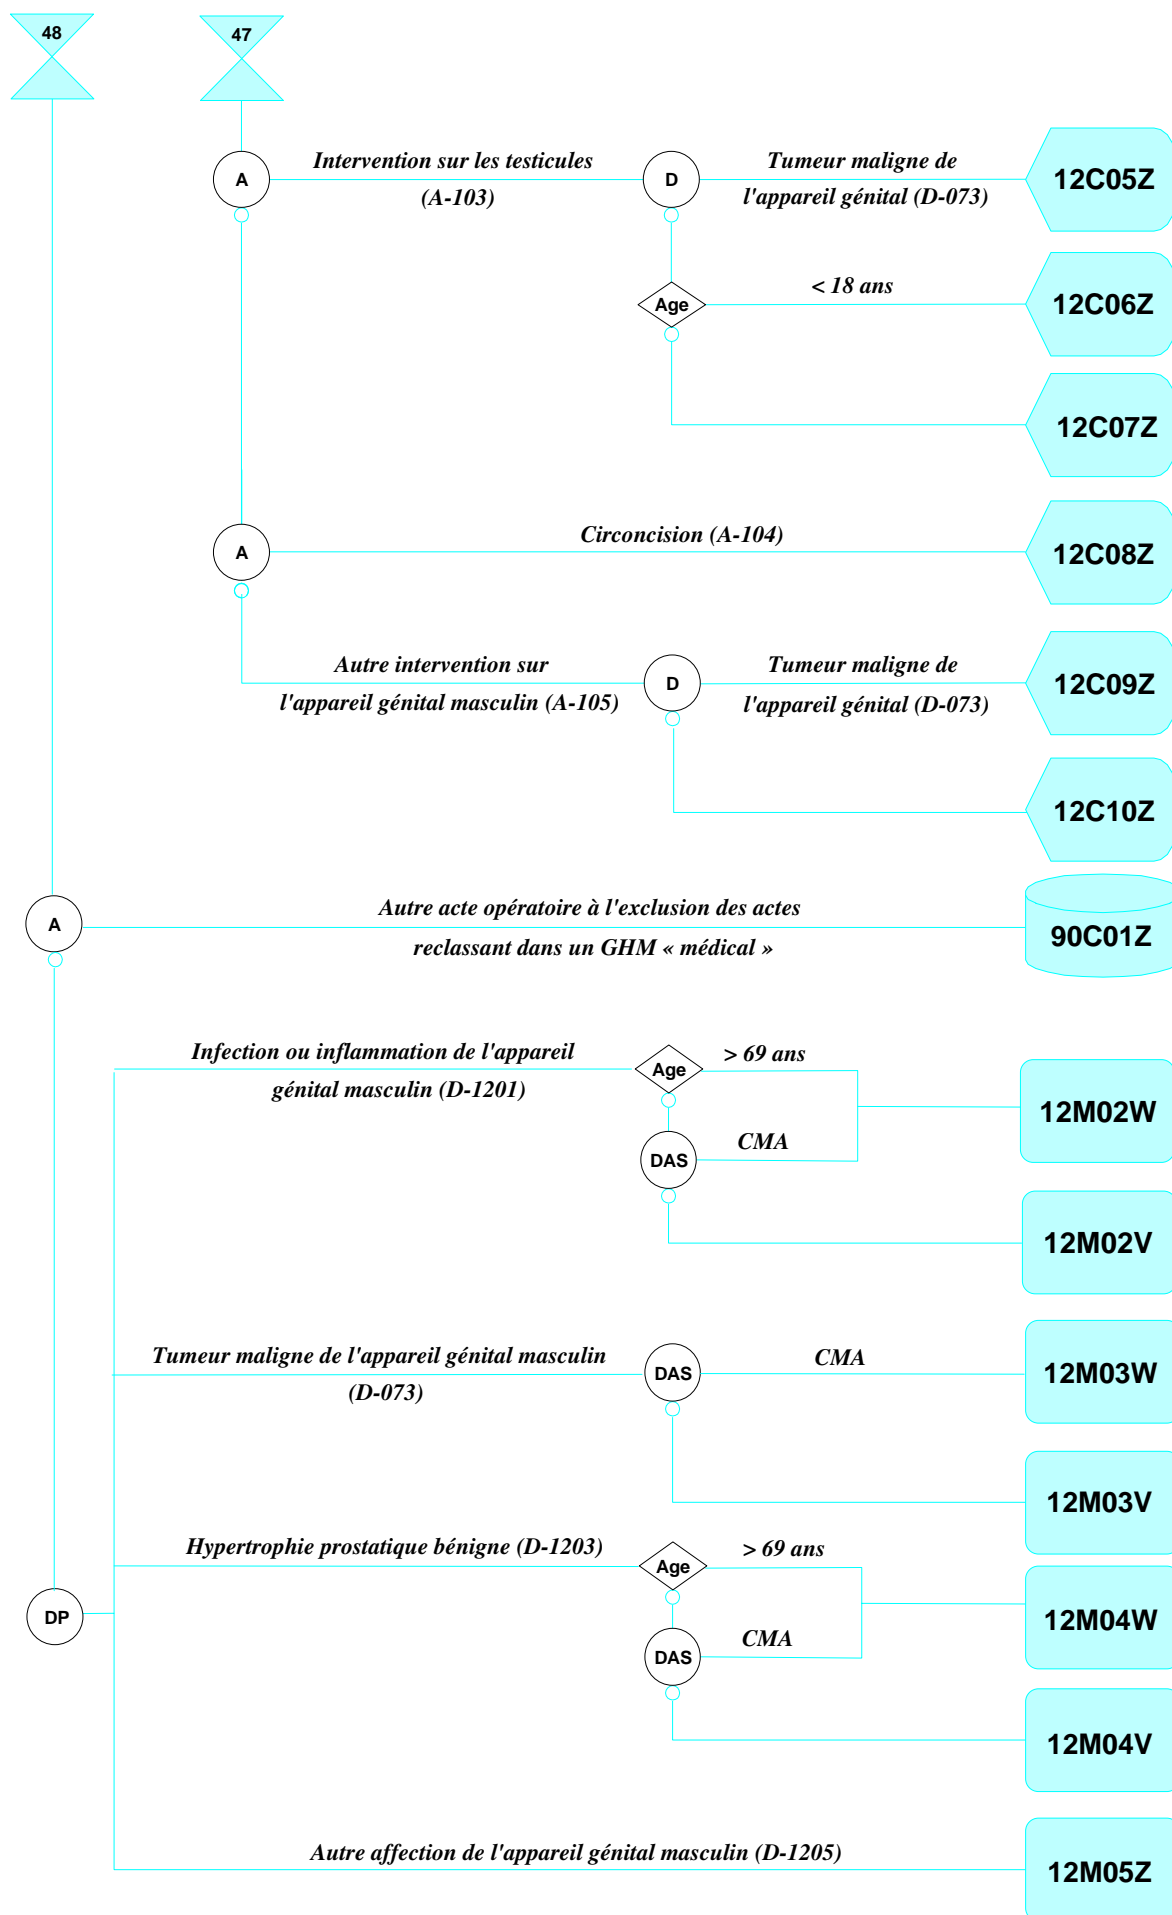 48
47
A
Intervention sur les testicules
(A-103)
D
Tumeur maligne de
l'appareil génital (D-073)
12C05Z
Age
< 18 ans
12C06Z
12C07Z
A
Circoncision (A-104)
12C08Z
Autre intervention sur
l'appareil génital masculin (A-105)
D
Tumeur maligne de
l'appareil génital (D-073)
12C09Z
12C10Z
A
Autre acte opératoire à l'exclusion des actes
reclassant dans un GHM « médical »
90C01Z
Infection ou inflammation de l'appareil
génital masculin (D-1201)
Age
> 69 ans
DAS
CMA
12M02W
12M02V
Tumeur maligne de l'appareil génital masculin
(D-073)
DAS
CMA
12M03W
12M03V
Hypertrophie prostatique bénigne (D-1203)
Age
> 69 ans
DP
DAS
CMA
12M04W
12M04V
Autre affection de l'appareil génital masculin (D-1205)
12M05Z